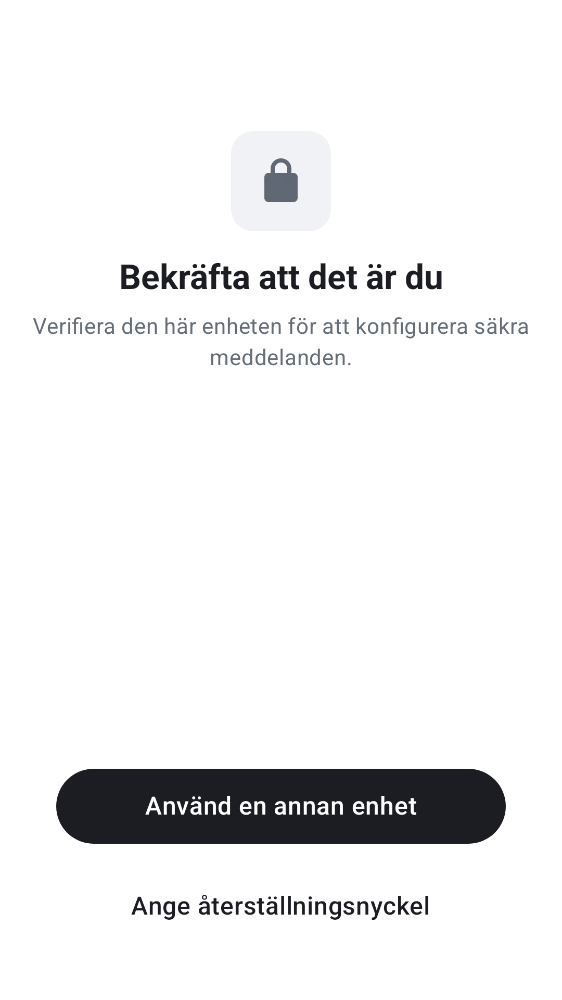 Bekräfta att det är du
Verifiera den här enheten för att konfigurera säkra
meddelanden.
Använd en annan enhet
Ange återställningsnyckel